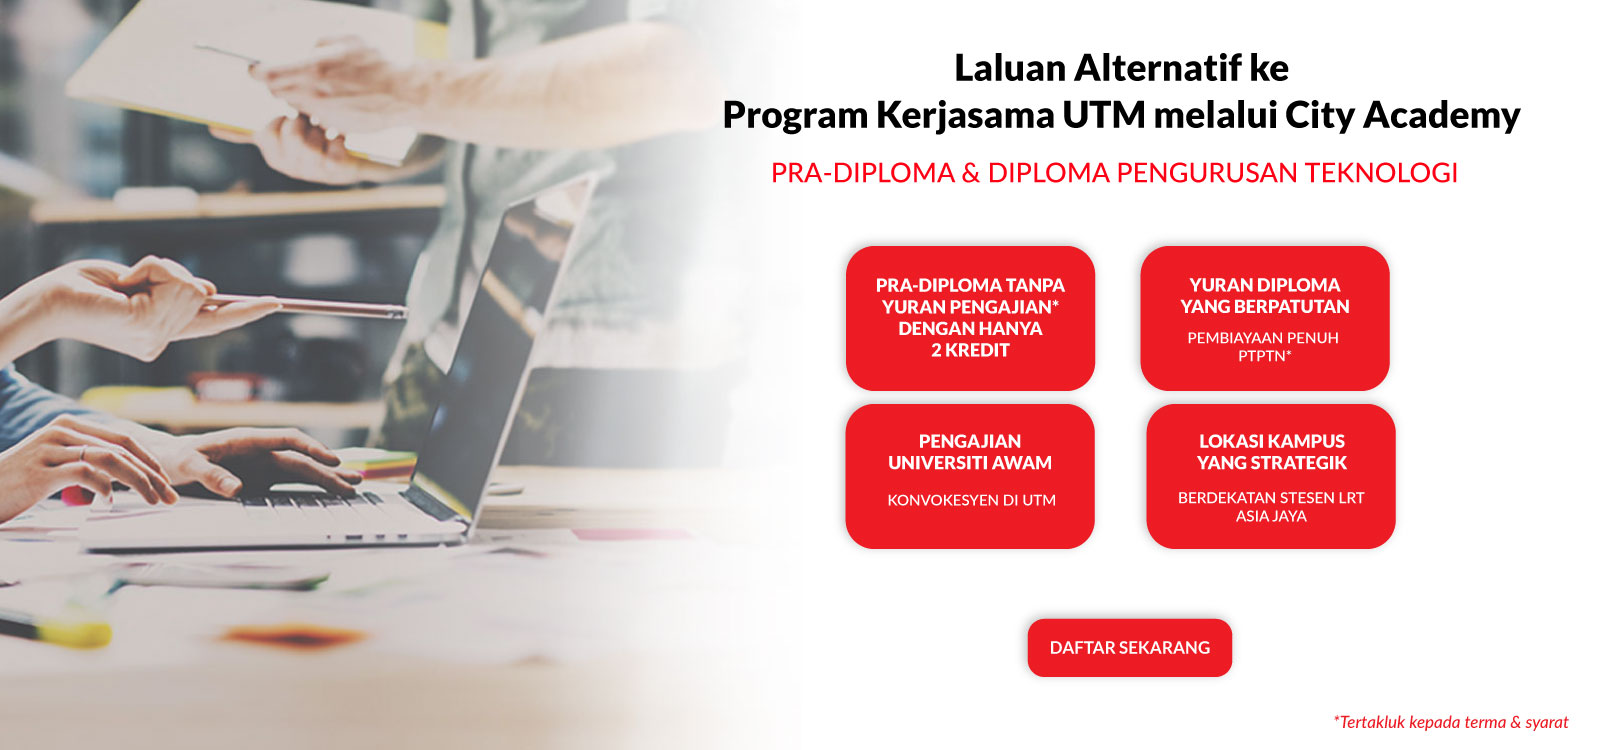 Laluan Alternatif ke
Program Kerjasama UTM melalui City Academy
PRA-DIPLOMA & DIPLOMA PENGURUSAN TEKNOLOGI
PRA-DIPLOMA TANPA
YURAN PENGAJIAN*
DENGAN HANYA
2 KREDIT
YURAN DIPLOMA
YANG BERPATUTAN
PEMBIAYAAN PENUH
PTPTN*
PENGAJIAN
UNIVERSITI AWAM
KONVOKESYEN DI UTM
LOKASI KAMPUS
YANG STRATEGIK
BERDEKATAN STESEN LRT
ASIA JAYA
DAFTAR SEKARANG
*Tertakluk kepada terma & syarat